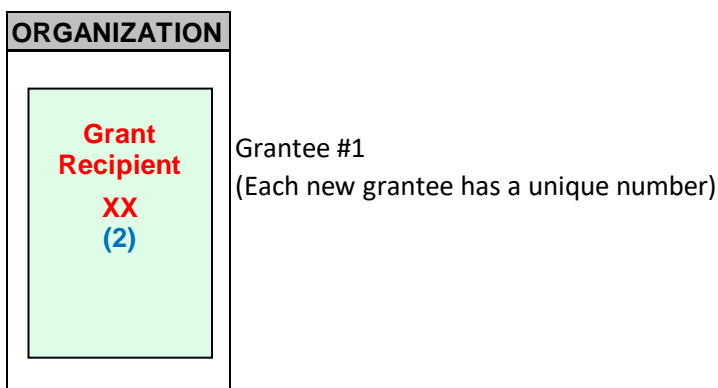 ORGANIZATION
Grant
Recipient
XX
(2)
Grantee #1
(Each new grantee has a unique number)